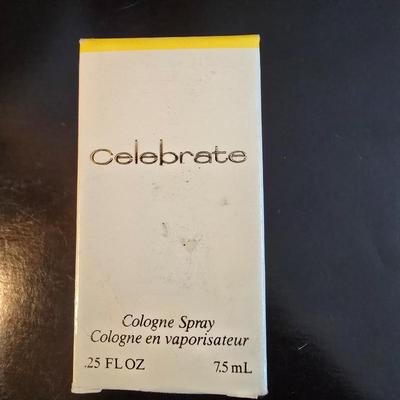 Celebrate
Cologne Spray
Cologne en vaporisateur
.25 FL OZ 7.5 mL